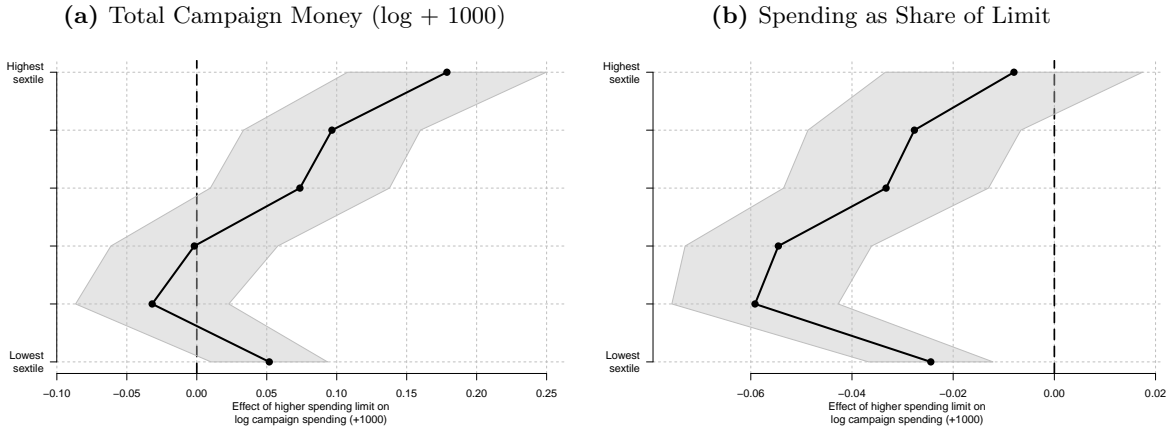 (a) Total Campaign Money (log + 1000)
Highest
sextile
Lowest
sextile
−0.10 0.00 0.05 0.10 0.15 0.20 0.25
Effect of higher spending limit on
log campaign spending (+1000)
(b) Spending as Share of Limit
Highest
sextile
Lowest
sextile
−0.06 −0.04 −0.02 0.00 0.02
Effect of higher spending limit on
log campaign spending (+1000)